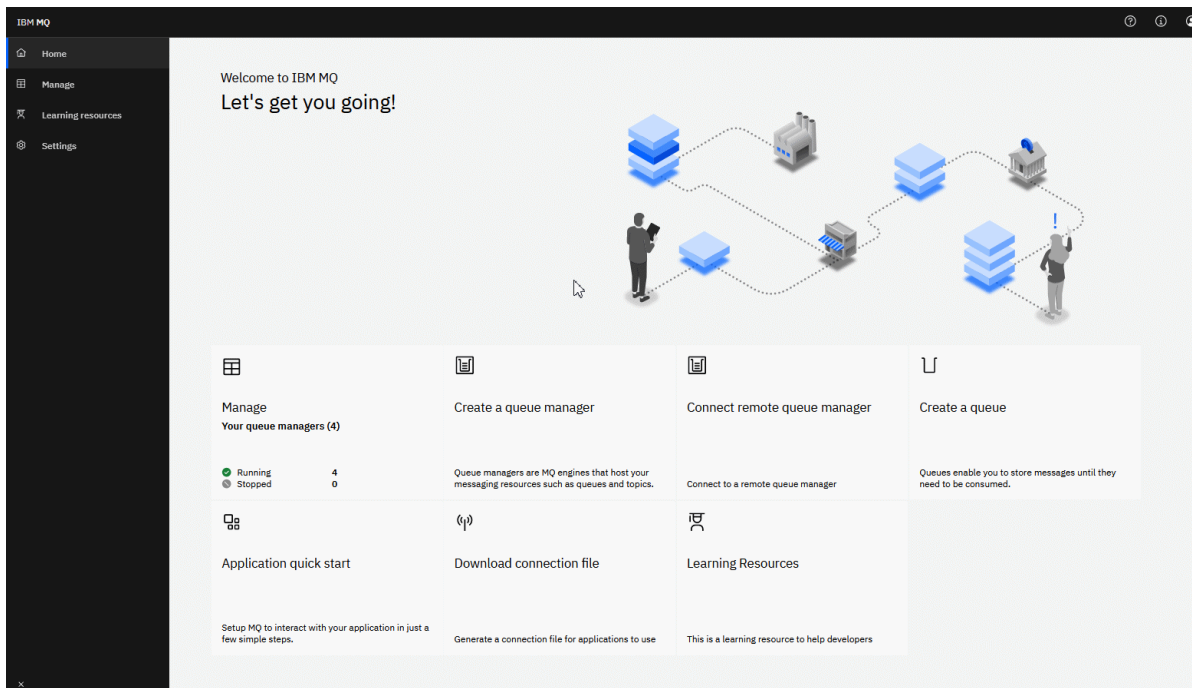 IBM MQ
Home
Manage
Learning resources
Settings
Welcome to IBM MQ
Let's get you going!
Manage
Your queue managers (4)
Running 4
Stopped 0
Create a queue manager
Queue managers are MQ engines that host your
messaging resources such as queues and topics.
Connect remote queue manager
Connect to a remote queue manager
Create a queue
Queues enable you to store messages until they
need to be consumed.
Application quick start
Setup MQ to interact with your application in just a
few simple steps.
Download connection file
Generate a connection file for applications to use
Learning Resources
This is a learning resource to help developers